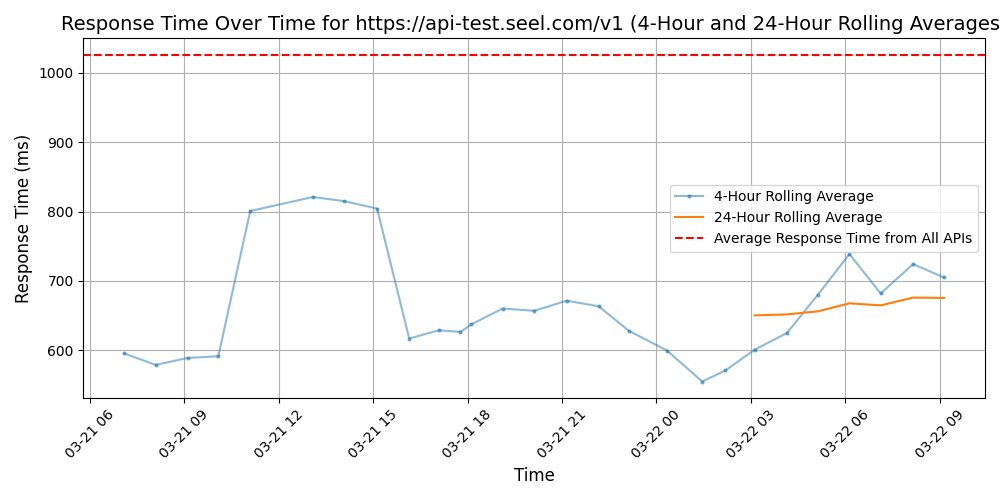 Response Time Over Time for https://api-test.seel.com/v1 (4-Hour and 24-Hour Rolling Averages
Response Time (ms)
1000
900
800
700
600
4-Hour Rolling Average
24-Hour Rolling Average
Average Response Time from All APIs
03-21 06
03-21 09
03-21 12
03-21 15
03-21 18
03-21 21
03-22 00
03-22 03
03-22 06
03-22 09
Time